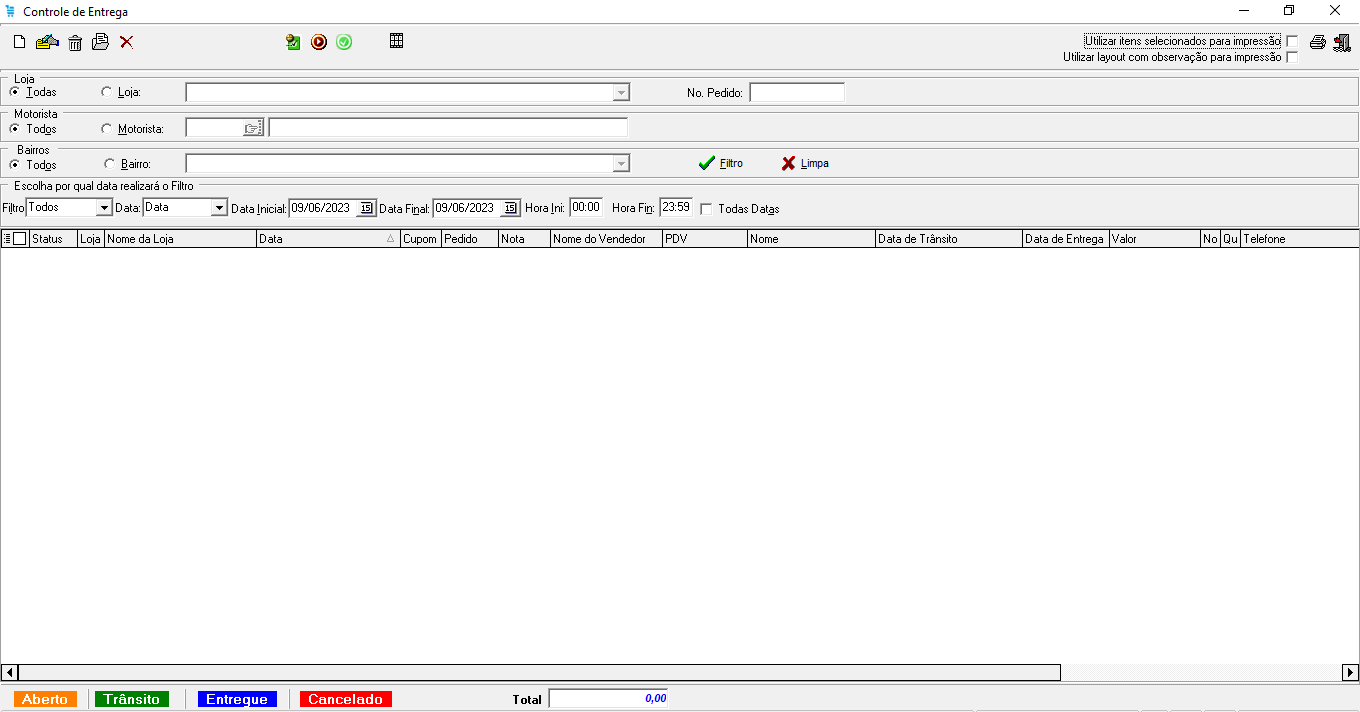 Controle de Entrega
Utilizar itens selecionados para impressão
Utilizar layout com observação para impressão
Loja
Todas Loja: No. Pedido:
Motorista
Todos Motorista:
Bairros
Todos Bairro: Filtro Limpa
Escolha por qual data realizará o Filtro
Filtro Todos Data: Data Data Inicial: 09/06/2023 15 Data Final: 09/06/2023 15 Hora Ini: 00:00 Hora Fin: 23:59 Todas Datas
Status Loja Nome da Loja Data Cupom Pedido Nota Nome do Vendedor PDV Nome Data de Trânsito Data de Entrega Valor No Qu Telefone
Aberto Trânsito Entregue Cancelado Total 0,00